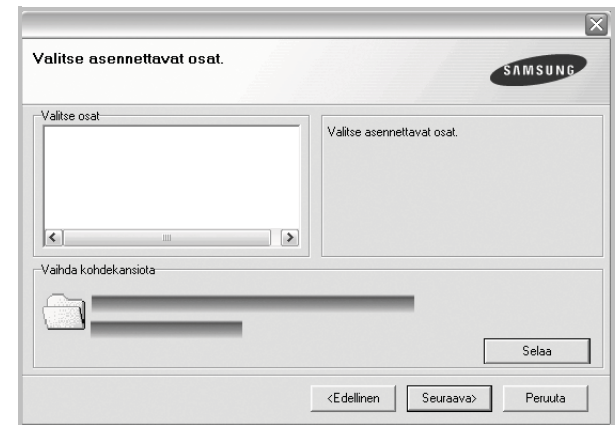 Valitse asennettavat osat.
SAMSUNG
Valitse osat
Valitse asennettavat osat.
Vaihda kohdekansiota
Selaa
<Edellinen
Seuraava>
Peruuta